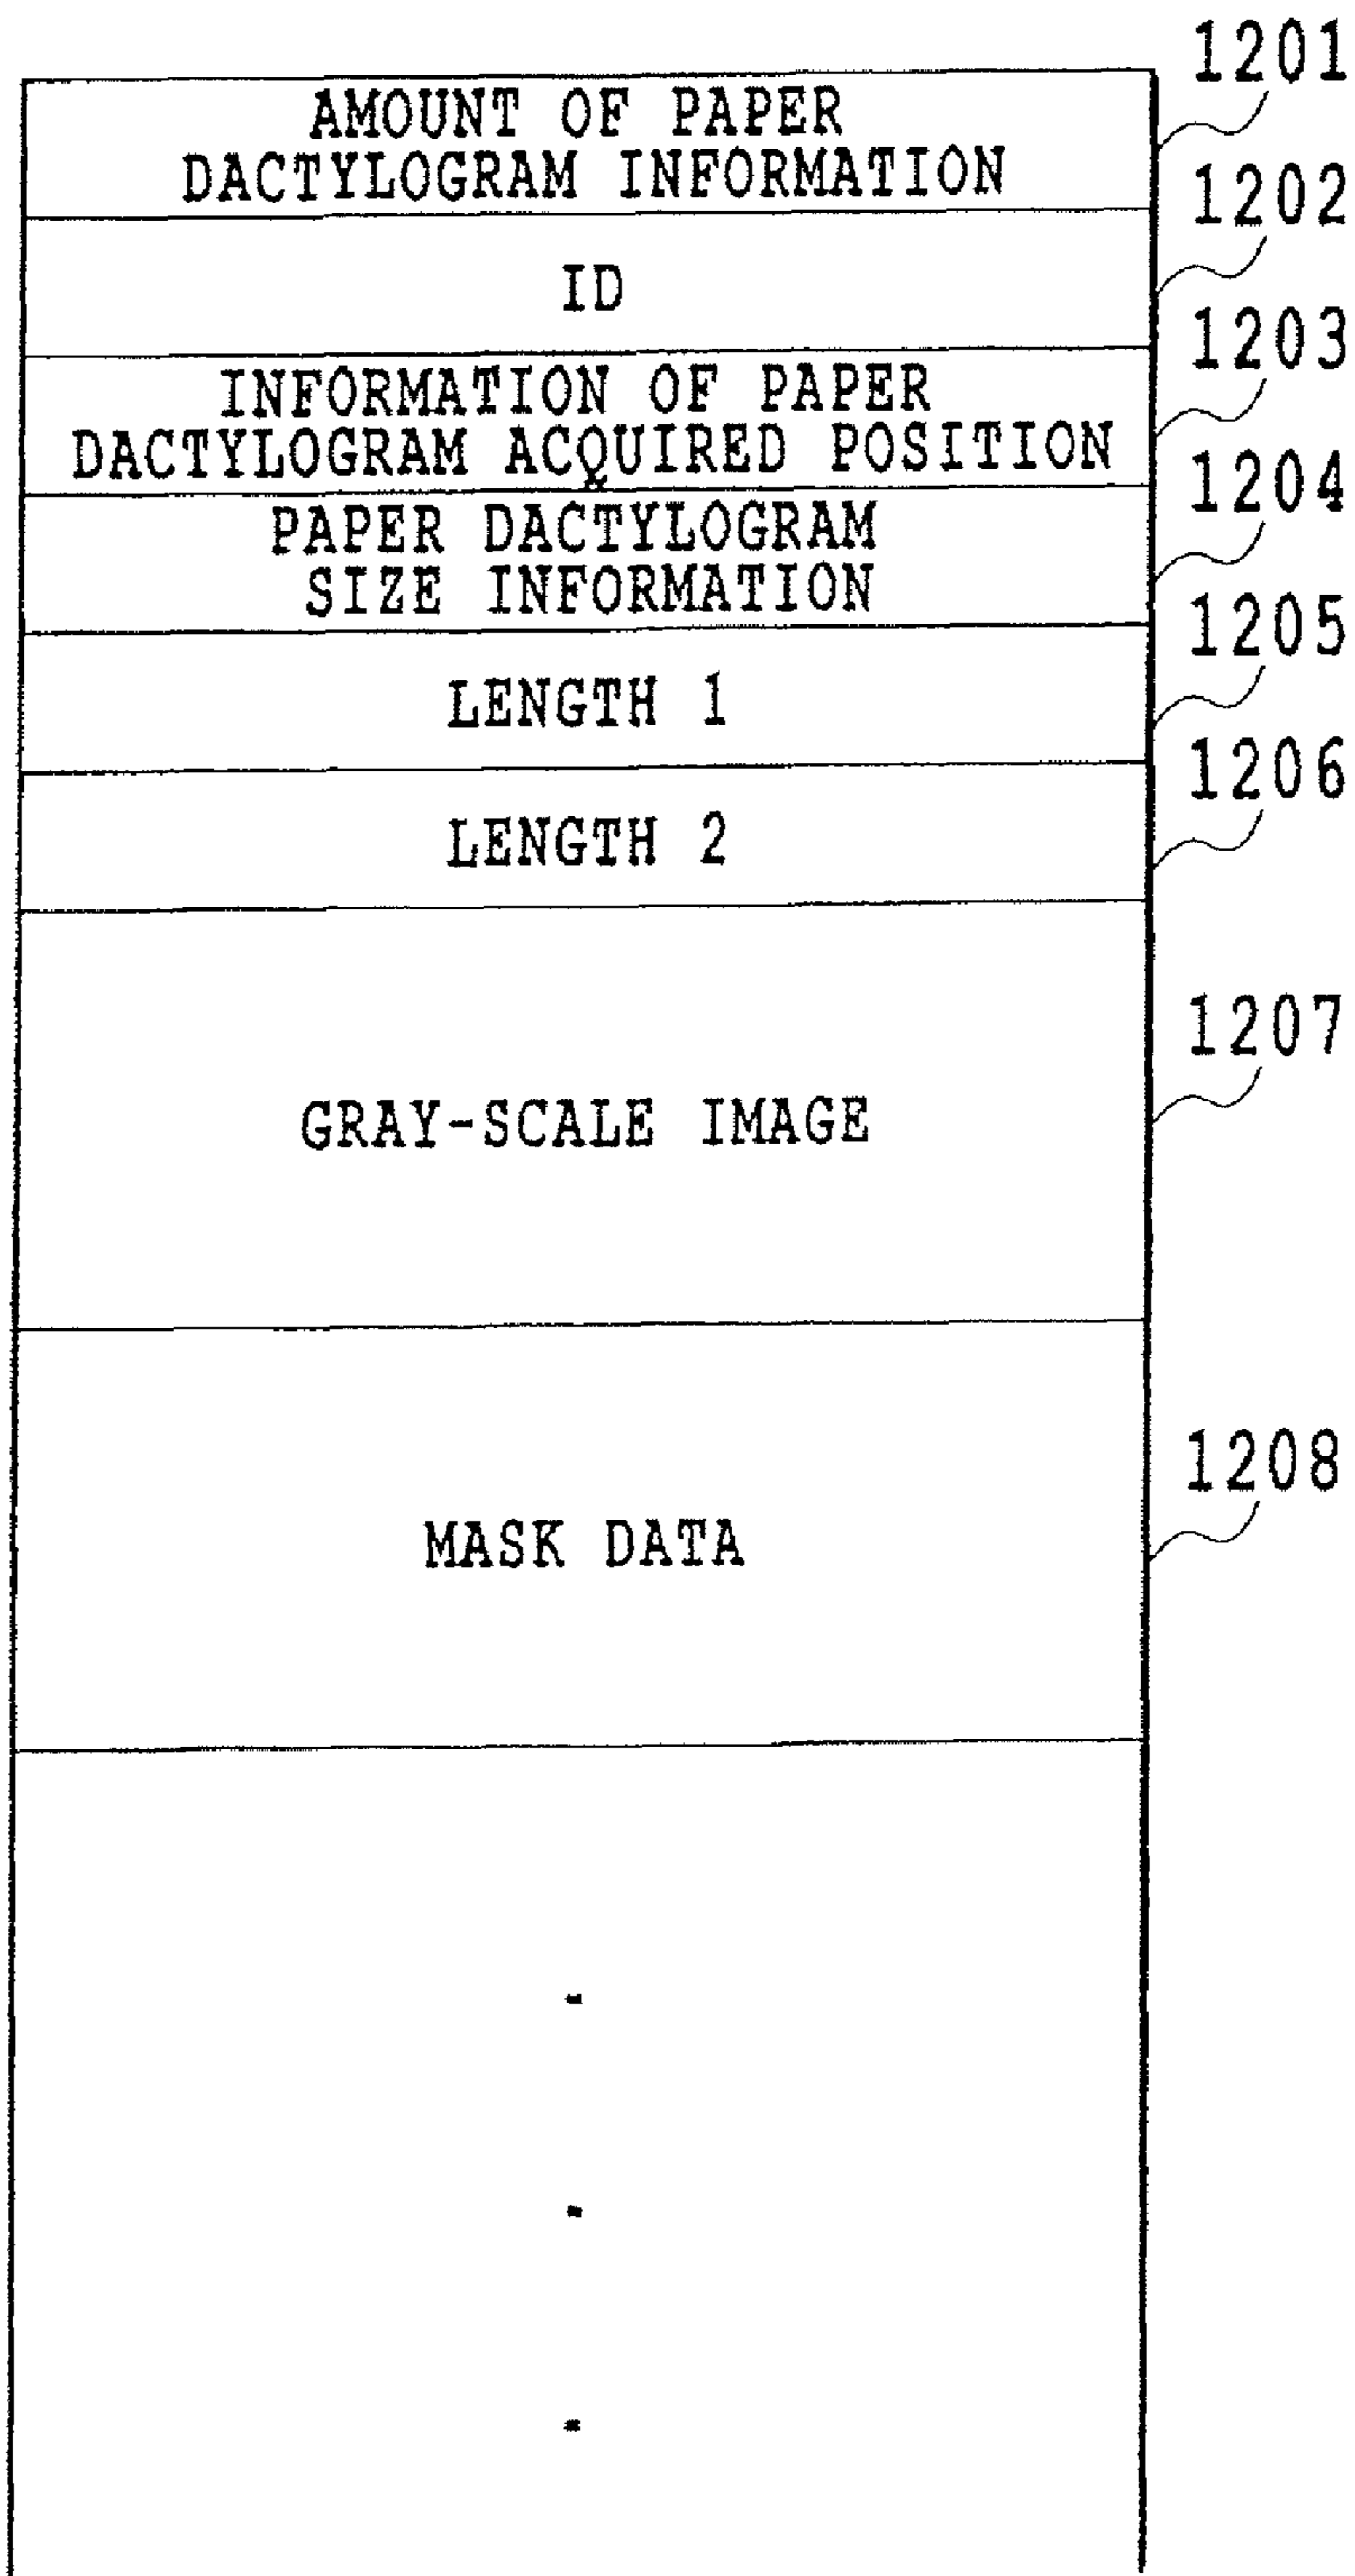 1201
AMOUNT OF PAPER
DACTYLOGRAM INFORMATION
1202
ID
1203
INFORMATION OF PAPER
DACTYLOGRAM ACQUIRED POSITION
1204
PAPER DACTYLOGRAM
SIZE INFORMATION
1205
LENGTH 1
1206
LENGTH 2
1207
GRAY-SCALE IMAGE
1208
MASK DATA